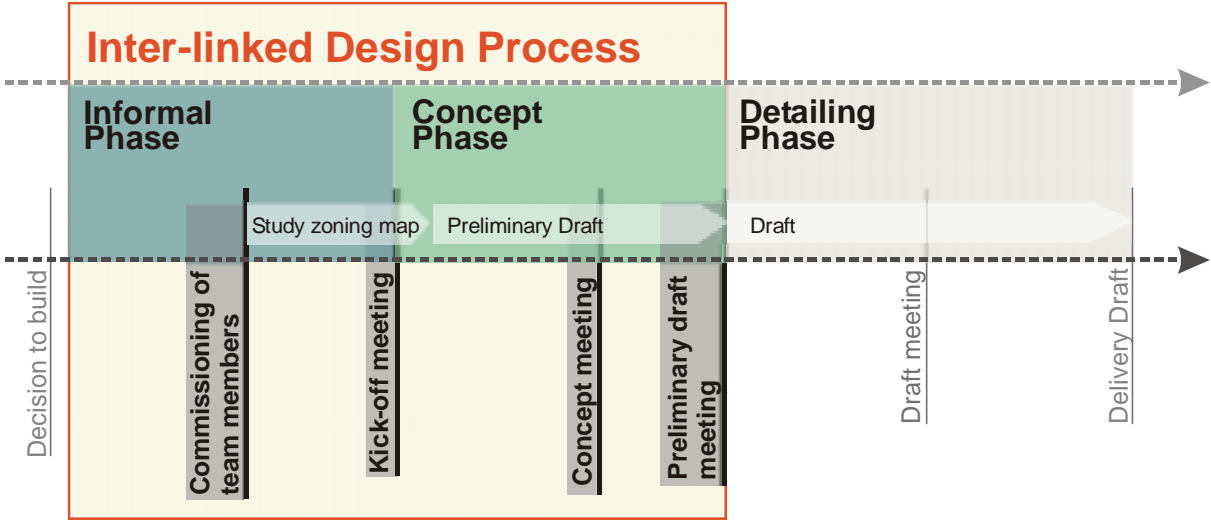 Inter-linked Design Process
Informal
Phase
Concept
Phase
Detailing
Phase
Study zoning map
Preliminary Draft
Draft
Decision to build
Commissioning of
team members
Kick-off meeting
Concept meeting
Preliminary draft
meeting
Draft meeting
Delivery Draft